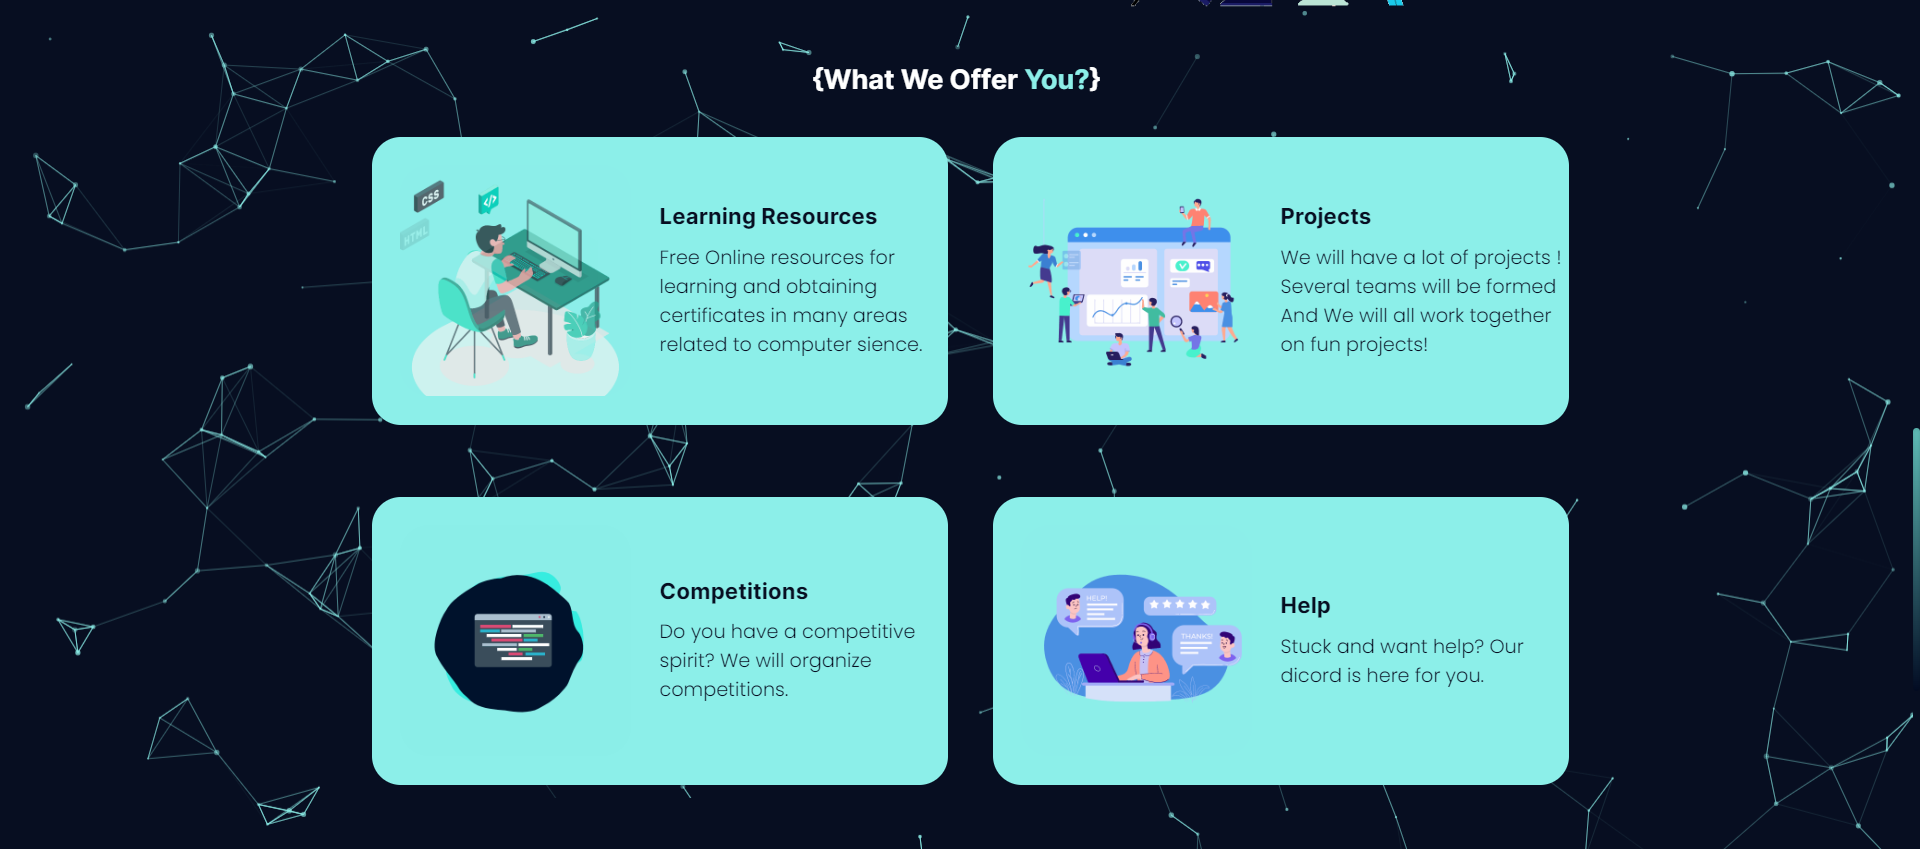 {What We Offer You?}
CSS
</>
HTML
Learning Resources
Free Online resources for
learning and obtaining
certificates in many areas
related to computer sience.
Projects
We will have a lot of projects !
Several teams will be formed
And We will all work together
on fun projects!
Competitions
Do you have a competitive
spirit? We will organize
competitions.
HELP!
THANKS!
Help
Stuck and want help? Our
dicord is here for you.